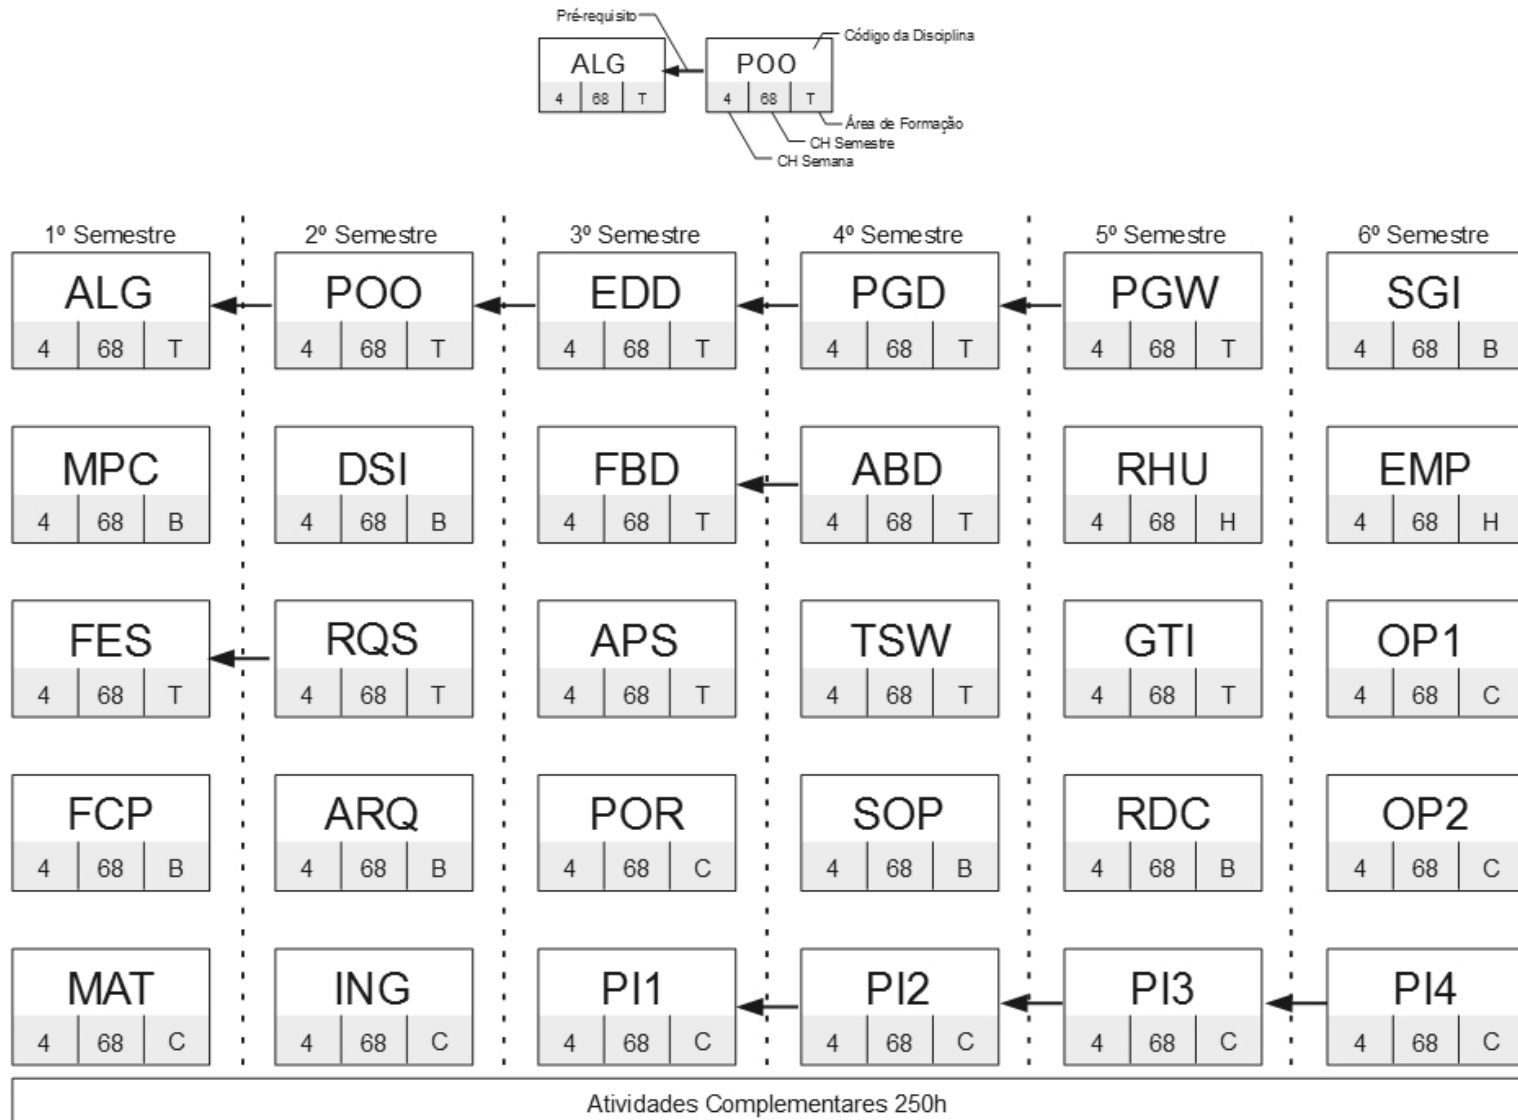 Pré-requisito
Código da Disciplina
ALG POO
4 68 T 4 68 T
Área de Formação
CH Semestre
CH Semana
1º Semestre 2º Semestre 3º Semestre 4º Semestre 5º Semestre 6º Semestre
ALG POO EDD PGD PGW SGI
4 68 T 4 68 T 4 68 T 4 68 T 4 68 T 4 68 B
MPC DSI FBD ABD RHU EMP
4 68 B 4 68 B 4 68 T 4 68 T 4 68 H 4 68 H
FES RQS APS TSW GTI OP1
4 68 T 4 68 T 4 68 T 4 68 T 4 68 T 4 68 C
FCP ARQ POR SOP RDC OP2
4 68 B 4 68 B 4 68 C 4 68 B 4 68 B 4 68 C
MAT ING PI1 PI2 PI3 PI4
4 68 C 4 68 C 4 68 C 4 68 C 4 68 C 4 68 C
Atividades Complementares 250h